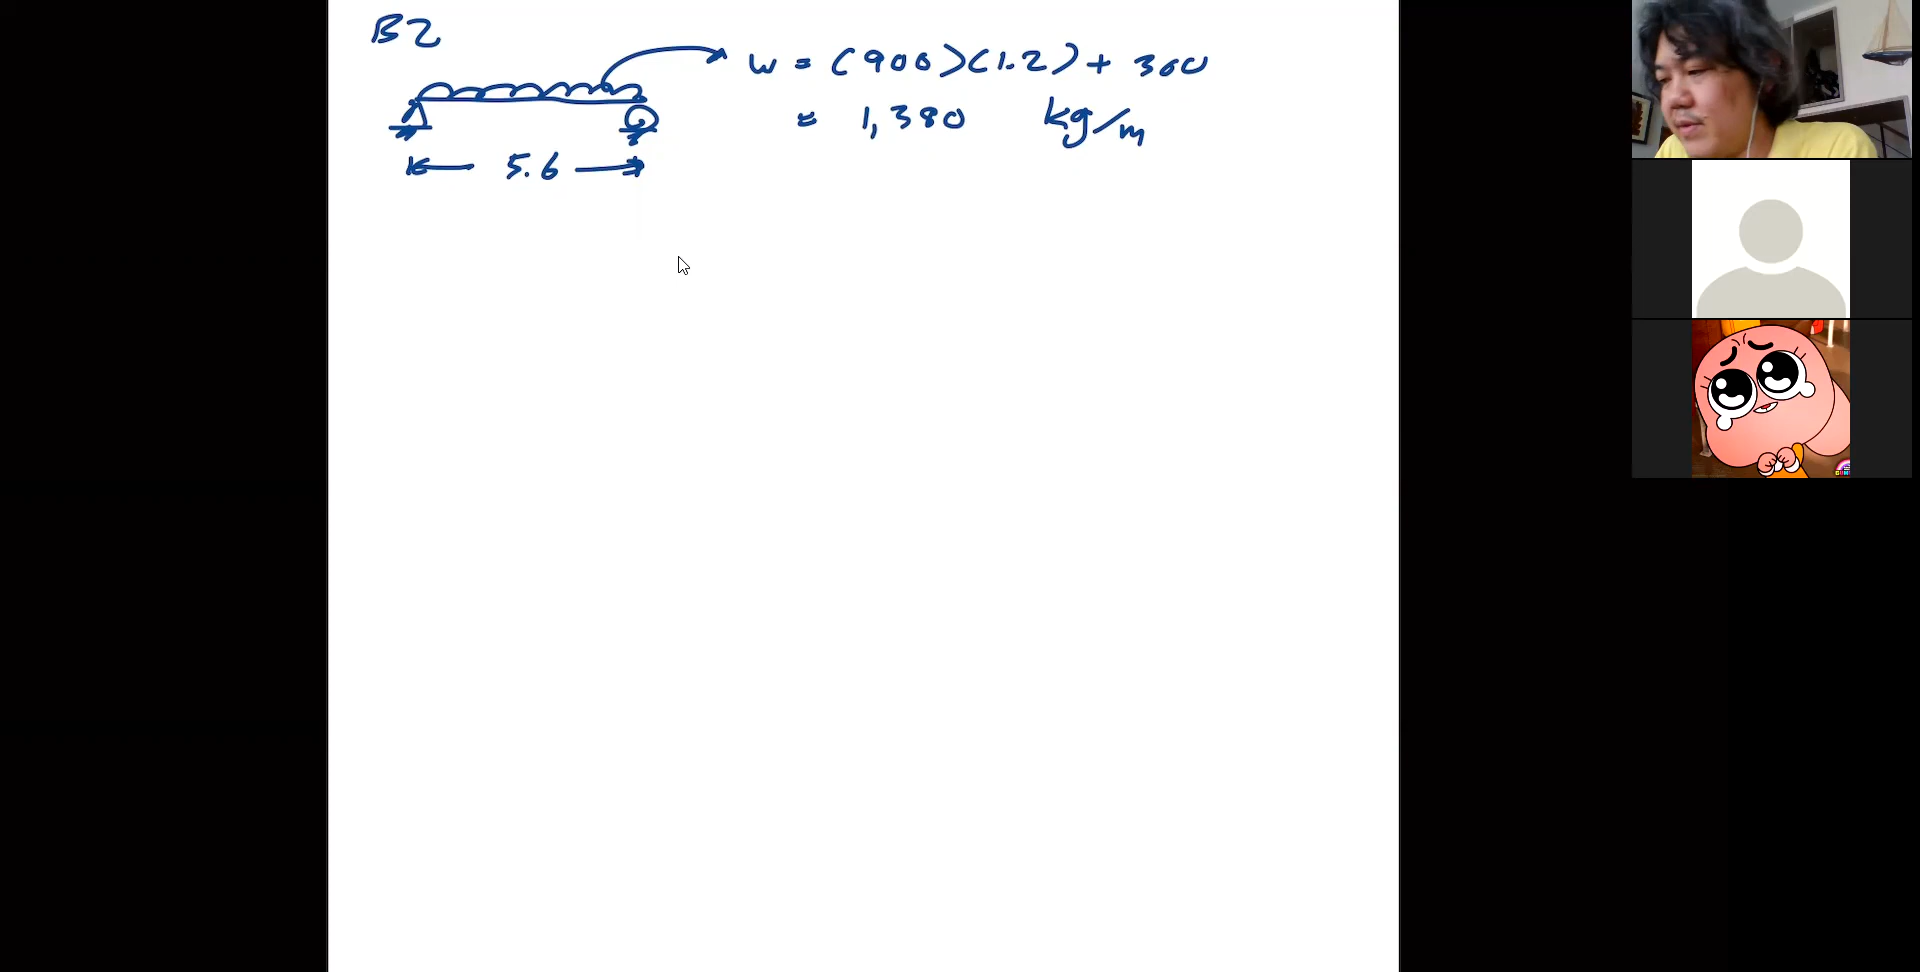 B2
w = (900)(1.2) + 300
= 1,380 kg/m
5.6